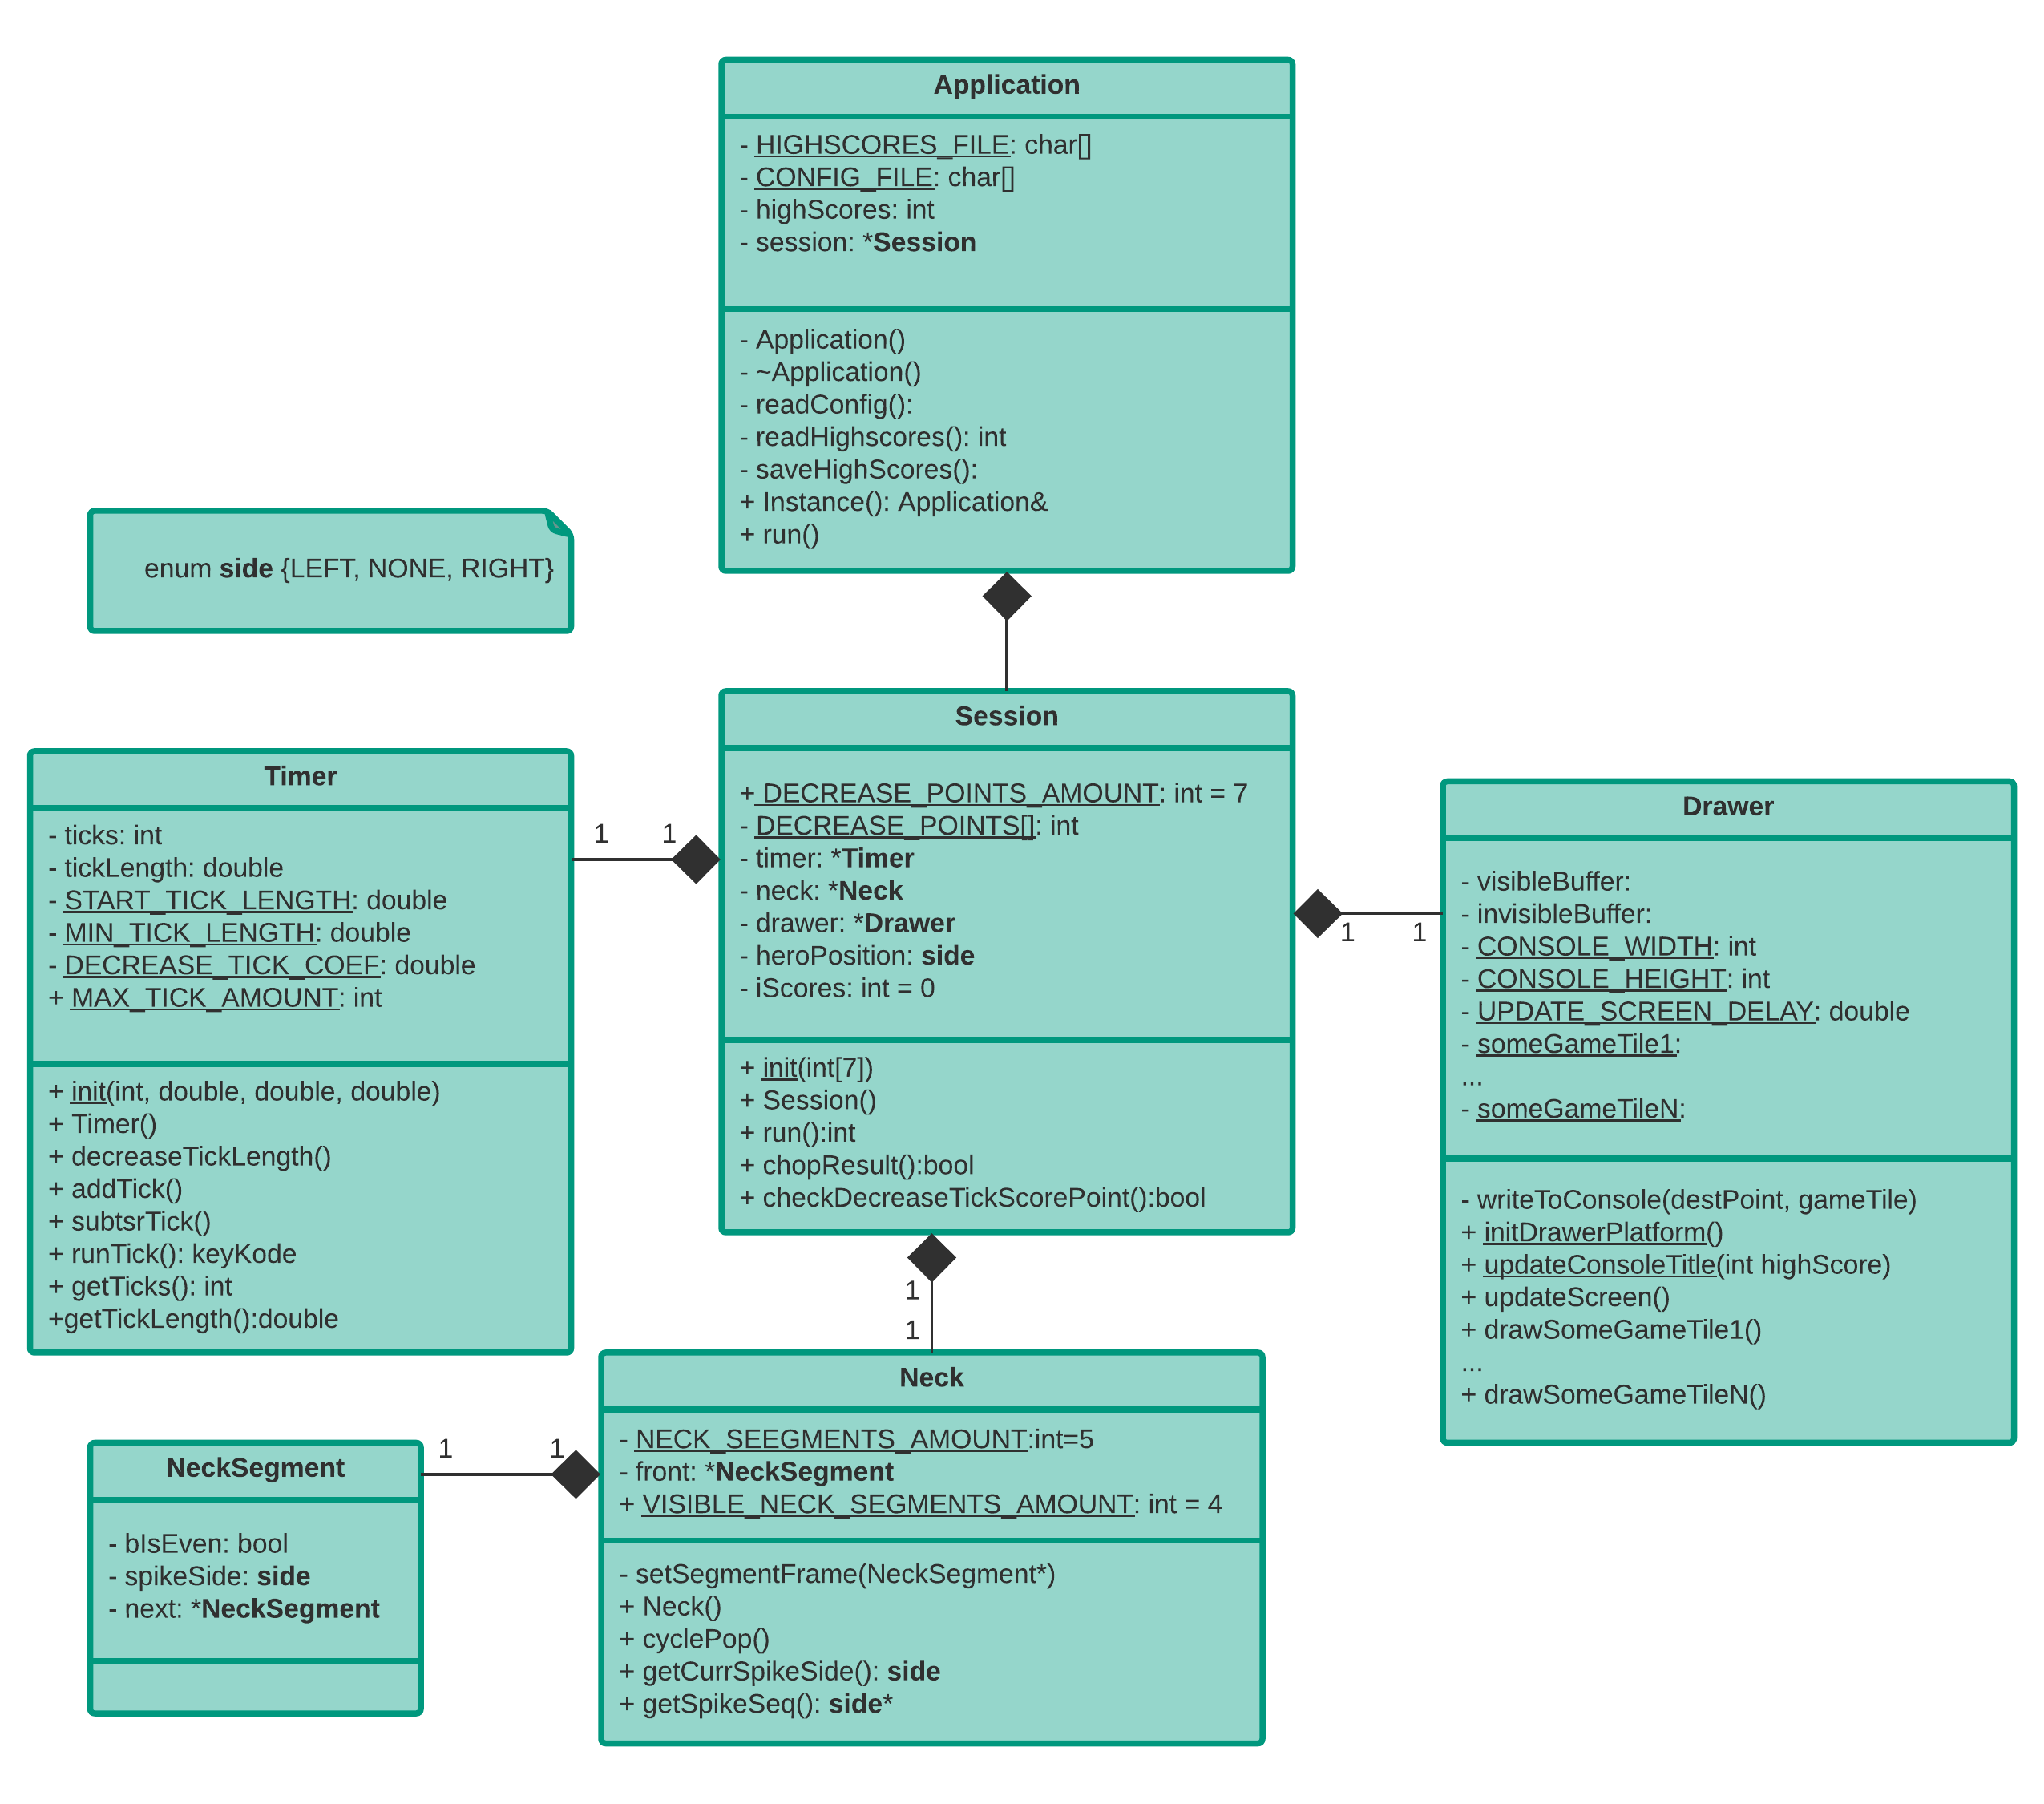 Application
- HIGHSCORES_FILE: char[]
- CONFIG_FILE: char[]
- highScores: int
- session: *Session
- Application()
- ~Application()
- readConfig():
- readHighscores(): int
- saveHighScores():
+ Instance(): Application&
+ run()
enum side {LEFT, NONE, RIGHT}
Session
+ DECREASE_POINTS_AMOUNT: int = 7
- DECREASE_POINTS[]: int
- timer: *Timer
- neck: *Neck
- drawer: *Drawer
- heroPosition: side
- iScores: int = 0
+ init(int[7])
+ Session()
+ run():int
+ chopResult():bool
+ checkDecreaseTickScorePoint():bool
Timer
- ticks: int
- tickLength: double
- START_TICK_LENGTH: double
- MIN_TICK_LENGTH: double
- DECREASE_TICK_COEF: double
+ MAX_TICK_AMOUNT: int
+ init(int, double, double, double)
+ Timer()
+ decreaseTickLength()
+ addTick()
+ subtsrTick()
+ runTick(): keyKode
+ getTicks(): int
+getTickLength():double
1 1
Drawer
- visibleBuffer:
- invisibleBuffer:
- CONSOLE_WIDTH: int
- CONSOLE_HEIGHT: int
- UPDATE_SCREEN_DELAY: double
- someGameTile1:
...
- someGameTileN:
- writeToConsole(destPoint, gameTile)
+ initDrawerPlatform()
+ updateConsoleTitle(int highScore)
+ updateScreen()
+ drawSomeGameTile1()
...
+ drawSomeGameTileN()
1 1
1
1
Neck
- NECK_SEEGMENTS_AMOUNT:int=5
- front: *NeckSegment
+ VISIBLE_NECK_SEGMENTS_AMOUNT: int = 4
- setSegmentFrame(NeckSegment*)
+ Neck()
+ cyclePop()
+ getCurrSpikeSide(): side
+ getSpikeSeq(): side*
1 1
NeckSegment
- bIsEven: bool
- spikeSide: side
- next: *NeckSegment